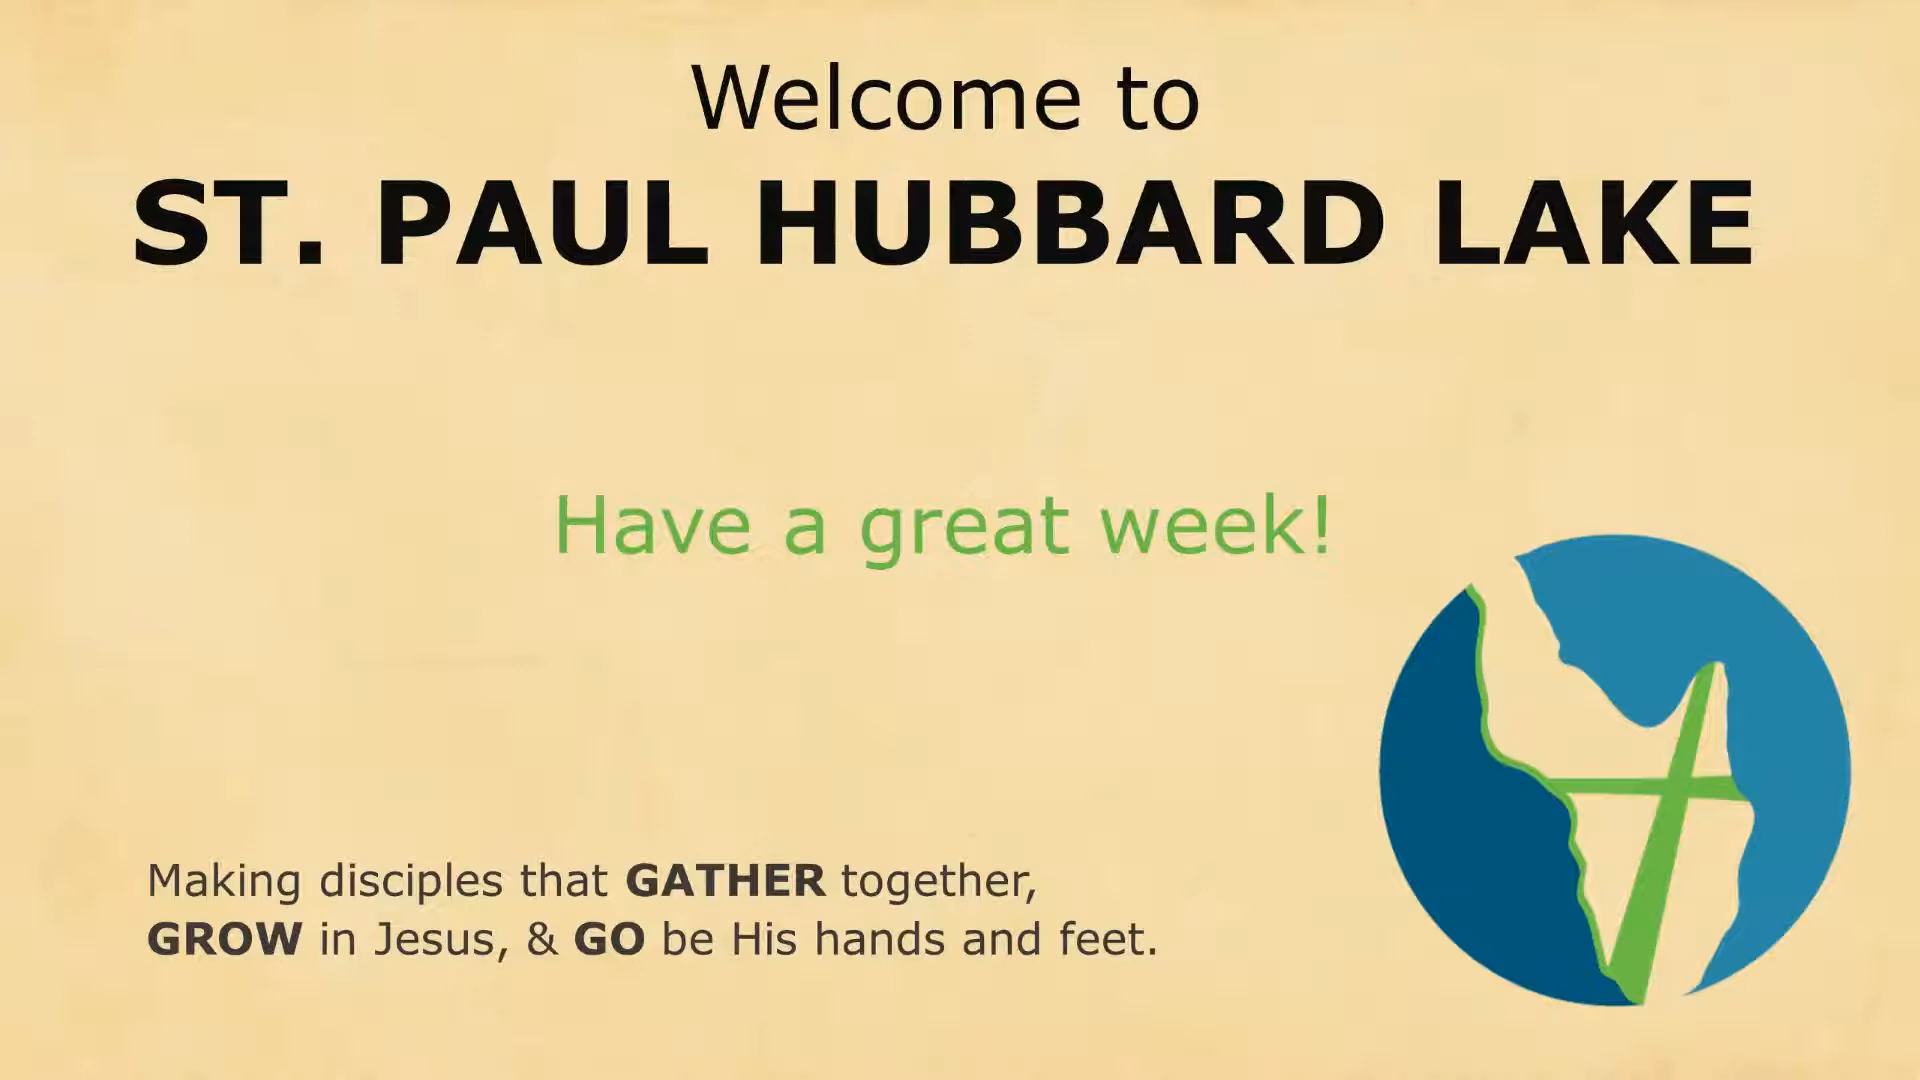 Welcome to
ST. PAUL HUBBARD LAKE
Have a great week!
Making disciples that GATHER together,
GROW in Jesus, & GO be His hands and feet.